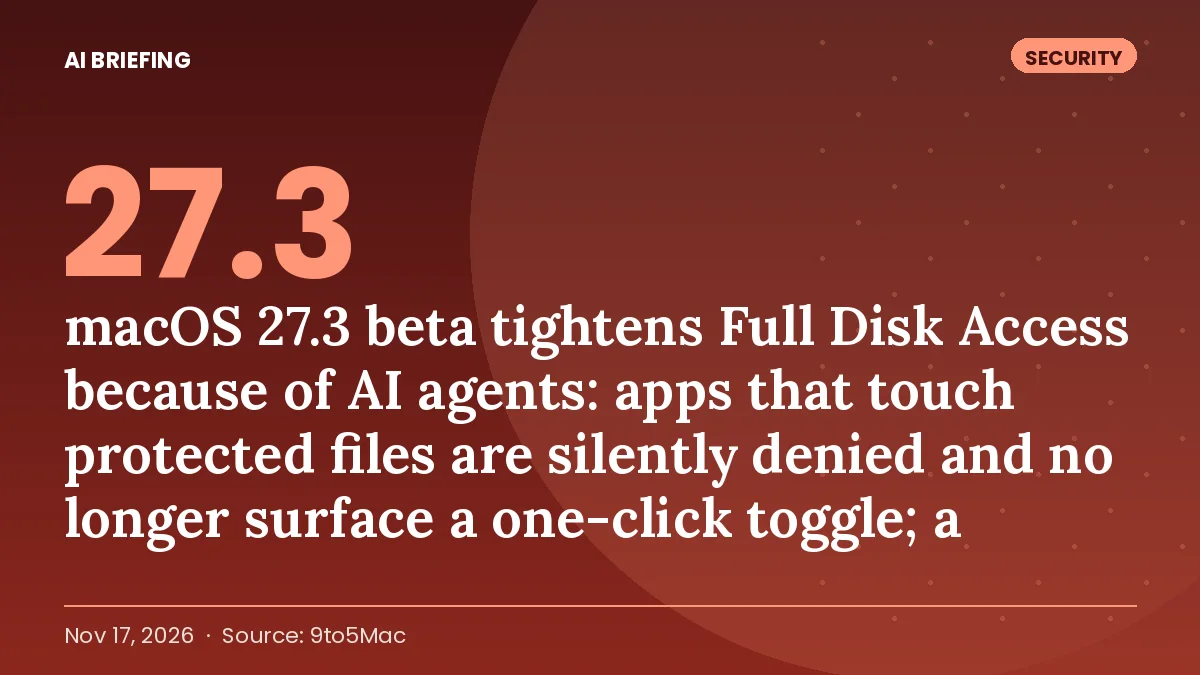 AI BRIEFING
SECURITY
27.3
macOS 27.3 beta tightens Full Disk Access
because of AI agents: apps that touch
protected files are silently denied and no
longer surface a one-click toggle; a
Nov 17, 2026 · Source: 9to5Mac